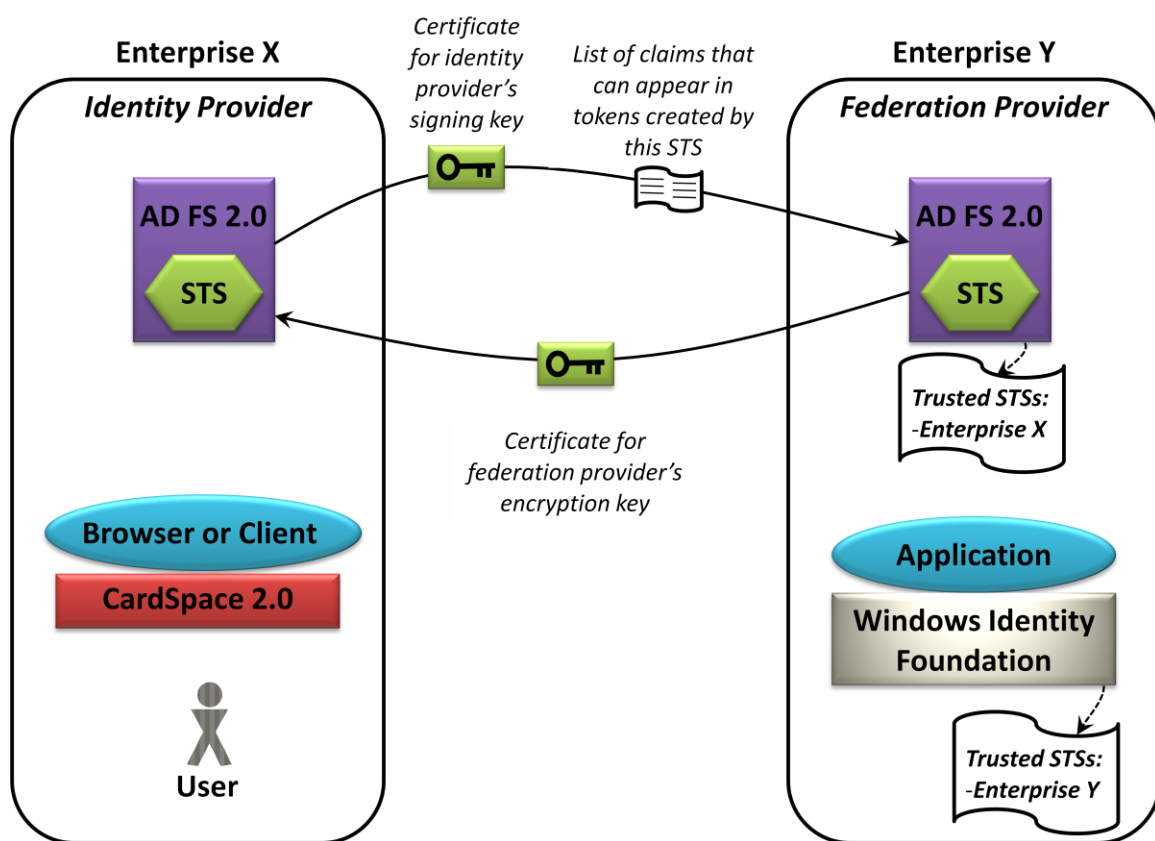 Enterprise X
Identity Provider
AD FS 2.0
STS
Browser or Client
CardSpace 2.0
User
Certificate
for identity
provider’s
signing key
List of claims that
can appear in
tokens created by
this STS
Certificate for
federation provider’s
encryption key
Enterprise Y
Federation Provider
AD FS 2.0
STS
Trusted STSs:
-Enterprise X
Application
Windows Identity
Foundation
Trusted STSs:
-Enterprise Y